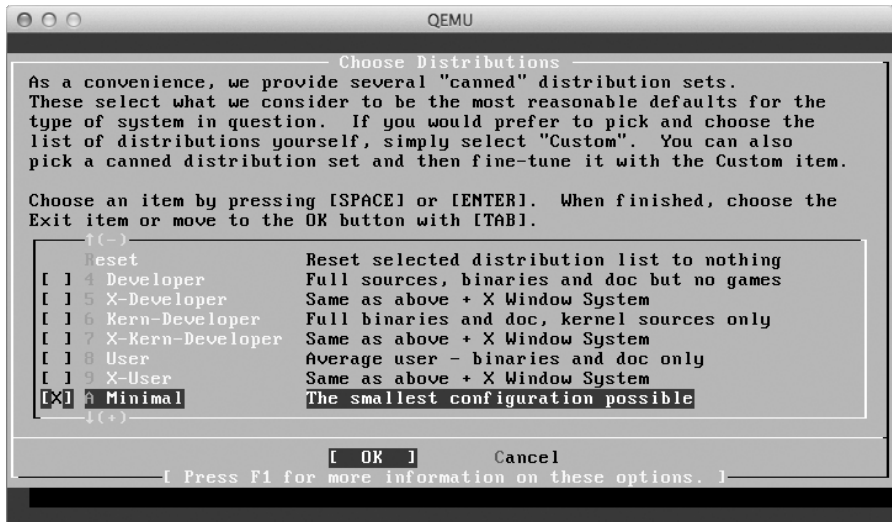 QEMU
Choose Distributions
As a convenience, we provide several "canned" distribution sets.
These select what we consider to be the most reasonable defaults for the
type of system in question.  If you would prefer to pick and choose the
list of distributions yourself, simply select "Custom".  You can also
pick a canned distribution set and then fine-tune it with the Custom item.
Choose an item by pressing [SPACE] or [ENTER].  When finished, choose the
Exit item or move to the OK button with [TAB].
↑(-)
Reset Reset selected distribution list to nothing
[ ] 4 Developer Full sources, binaries and doc but no games
[ ] 5 X-Developer Same as above + X Window System
[ ] 6 Kern-Developer Full binaries and doc, kernel sources only
[ ] 7 X-Kern-Developer Same as above + X Window System
[ ] 8 User Average user - binaries and doc only
[ ] 9 X-User Same as above + X Window System
[X] A Minimal The smallest configuration possible
↓(+)
[ OK ] Cancel
[ Press F1 for more information on these options. ]